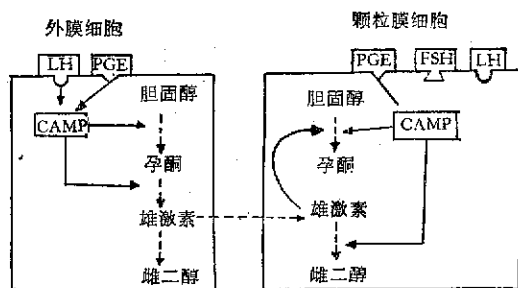 外膜细胞
LH PGE
胆固醇
CAMP
孕酮
雄激素
雌二醇
颗粒膜细胞
PGE FSH LH
胆固醇
CAMP
孕酮
雄激素
雌二醇